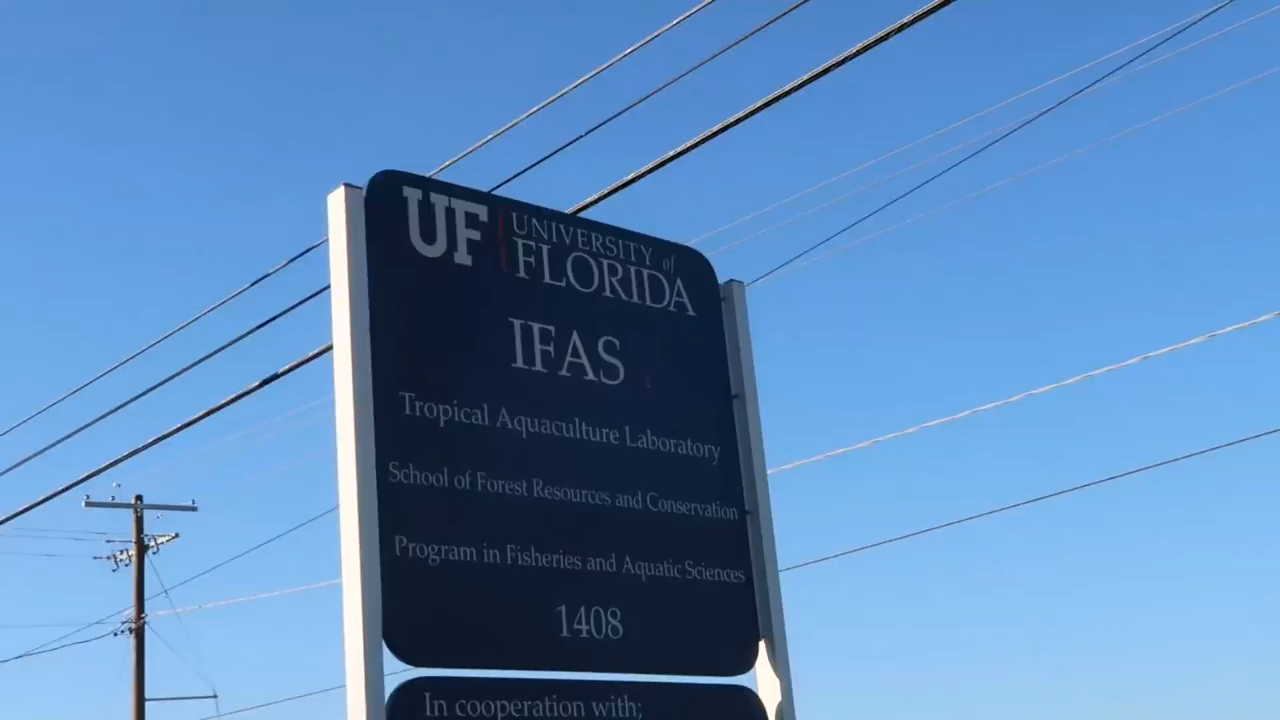 UF UNIVERSITY of
FLORIDA
IFAS
Tropical Aquaculture Laboratory
School of Forest Resources and Conservation
Program in Fisheries and Aquatic Sciences
1408
In cooperation with;